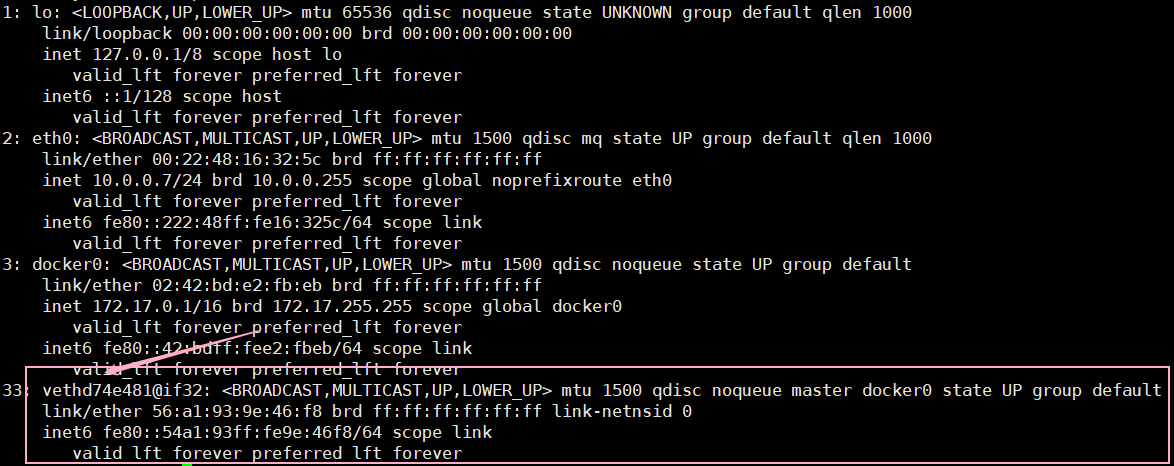 1: lo: <LOOPBACK,UP,LOWER_UP> mtu 65536 qdisc noqueue state UNKNOWN group default qlen 1000
link/loopback 00:00:00:00:00:00 brd 00:00:00:00:00:00
inet 127.0.0.1/8 scope host lo
valid_lft forever preferred_lft forever
inet6 ::1/128 scope host
valid_lft forever preferred_lft forever
2: eth0: <BROADCAST,MULTICAST,UP,LOWER_UP> mtu 1500 qdisc mq state UP group default qlen 1000
link/ether 00:22:48:16:32:5c brd ff:ff:ff:ff:ff:ff
inet 10.0.0.7/24 brd 10.0.0.255 scope global noprefixroute eth0
valid_lft forever preferred_lft forever
inet6 fe80::222:48ff:fe16:325c/64 scope link
valid_lft forever preferred_lft forever
3: docker0: <BROADCAST,MULTICAST,UP,LOWER_UP> mtu 1500 qdisc noqueue state UP group default
link/ether 02:42:bd:e2:fb:eb brd ff:ff:ff:ff:ff:ff
inet 172.17.0.1/16 brd 172.17.255.255 scope global docker0
valid_lft forever preferred_lft forever
inet6 fe80::42:bdff:fee2:fbeb/64 scope link
valid_lft forever preferred_lft forever
33: vethd74e481@if32: <BROADCAST,MULTICAST,UP,LOWER_UP> mtu 1500 qdisc noqueue master docker0 state UP group default
link/ether 56:a1:93:9e:46:f8 brd ff:ff:ff:ff:ff:ff link-netnsid 0
inet6 fe80::54a1:93ff:fe9e:46f8/64 scope link
valid_lft forever preferred_lft forever